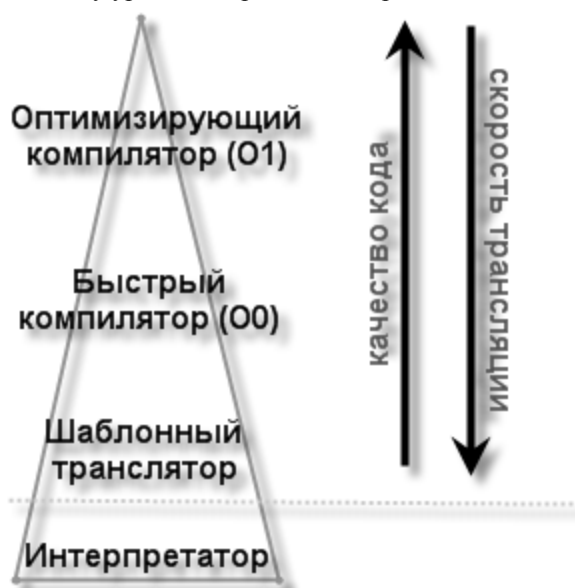 Оптимизирующий
компилятор (O1)
Быстрый
компилятор (O0)
Шаблонный
транслятор
Интерпретатор
качество кода
скорость трансляции